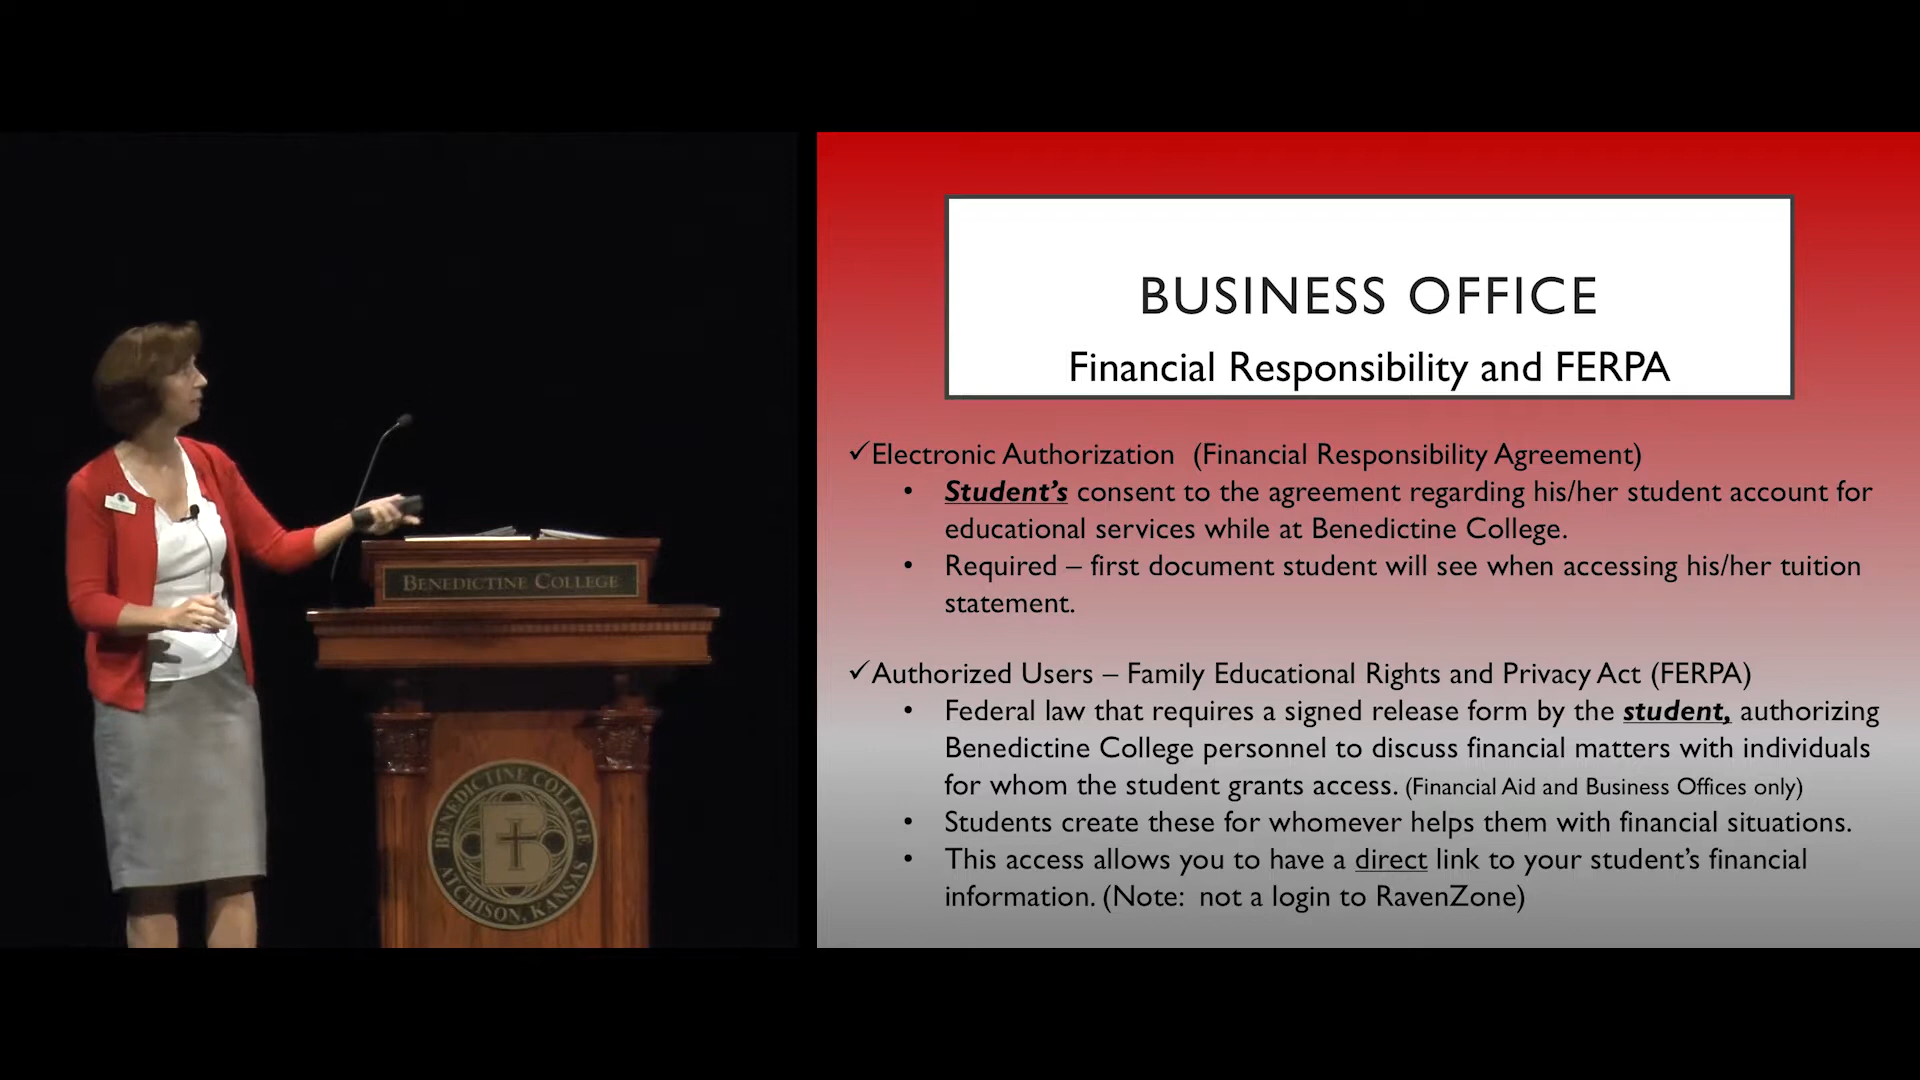 BENEDICTINE COLLEGE
BENEDICTINE COLLEGE
ATCHISON, KANSAS
B
BUSINESS OFFICE
Financial Responsibility and FERPA
✓Electronic Authorization (Financial Responsibility Agreement)
• Student's consent to the agreement regarding his/her student account for
educational services while at Benedictine College.
• Required – first document student will see when accessing his/her tuition
statement.
✓Authorized Users – Family Educational Rights and Privacy Act (FERPA)
• Federal law that requires a signed release form by the student, authorizing
Benedictine College personnel to discuss financial matters with individuals
for whom the student grants access. (Financial Aid and Business Offices only)
• Students create these for whomever helps them with financial situations.
• This access allows you to have a direct link to your student's financial
information. (Note: not a login to RavenZone)